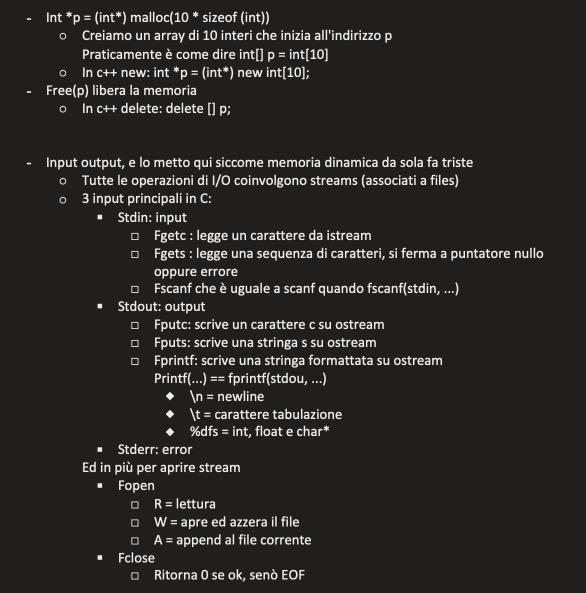 - Int *p = (int*) malloc(10 * sizeof (int))
o Creiamo un array di 10 interi che inizia all'indirizzo p
Praticamente è come dire int[] p = int[10]
o In c++ new: int *p = (int*) new int[10];
- Free(p) libera la memoria
o In c++ delete: delete [] p;
- Input output, e lo metto qui siccome memoria dinamica da sola fa triste
o Tutte le operazioni di I/O coinvolgono streams (associati a files)
o 3 input principali in C:
▪ Stdin: input
□ Fgetc : legge un carattere da istream
□ Fgets : legge una sequenza di caratteri, si ferma a puntatore nullo
oppure errore
□ Fscanf che è uguale a scanf quando fscanf(stdin, ...)
▪ Stdout: output
□ Fputc: scrive un carattere c su ostream
□ Fputs: scrive una stringa s su ostream
□ Fprintf: scrive una stringa formattata su ostream
Printf(...) == fprintf(stdou, ...)
◆ \n = newline
◆ \t = carattere tabulazione
◆ %dfs = int, float e char*
▪ Stderr: error
Ed in più per aprire stream
▪ Fopen
□ R = lettura
□ W = apre ed azzera il file
□ A = append al file corrente
▪ Fclose
□ Ritorna 0 se ok, senò EOF